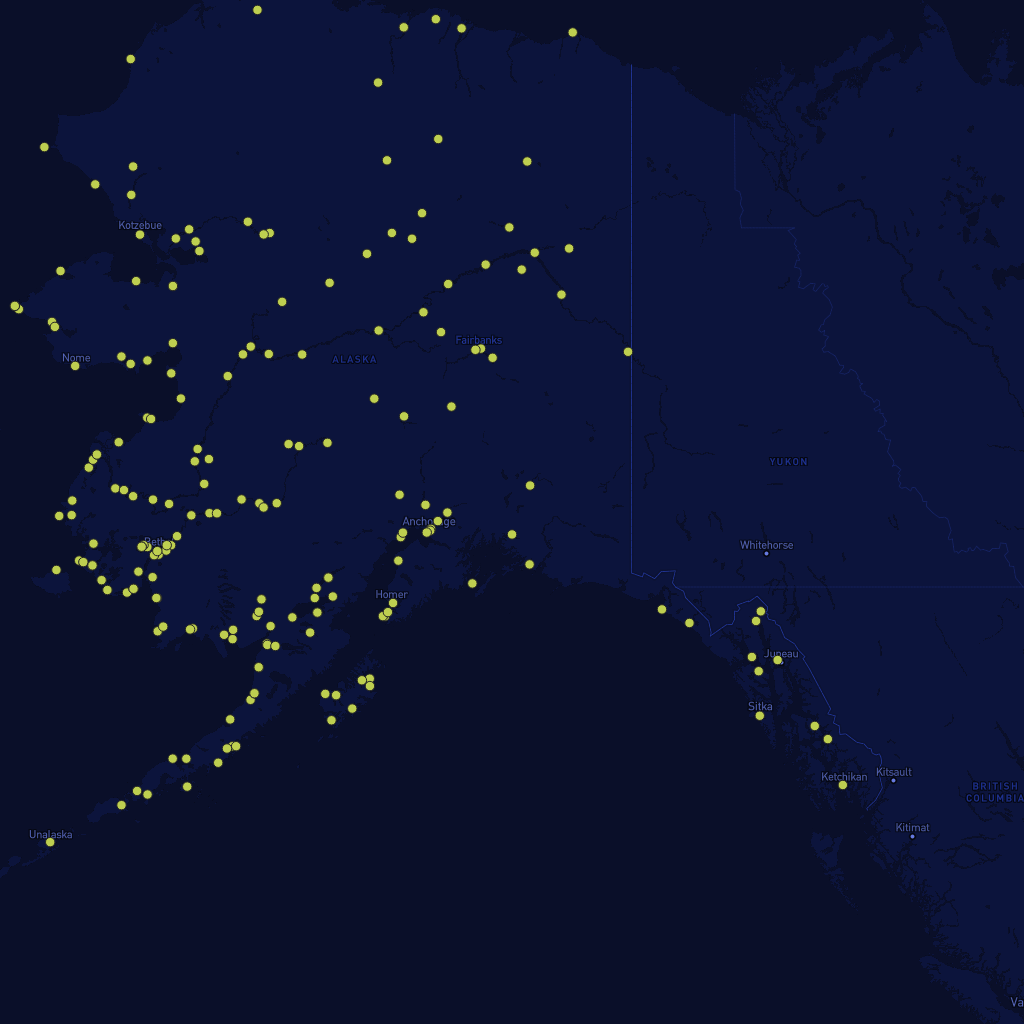 Kotzebue
Nome
ALASKA
Fairbanks
YUKON
Anchorage
Bethel
Whitehorse
Homer
Juneau
Sitka
Ketchikan
Kitsault
BRITISH
COLUMBIA
Kitimat
Unalaska
Va